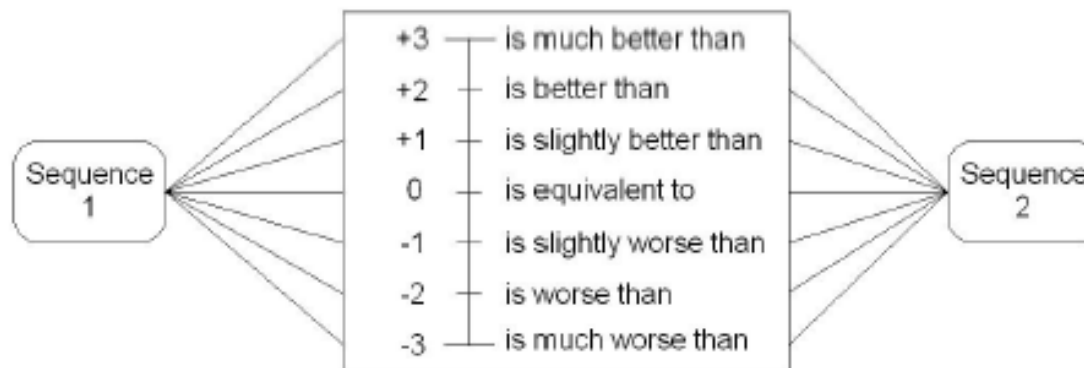 +3 is much better than
+2 is better than
+1 is slightly better than
Sequence
1
0 is equivalent to
Sequence
2
-1 is slightly worse than
-2 is worse than
-3 is much worse than